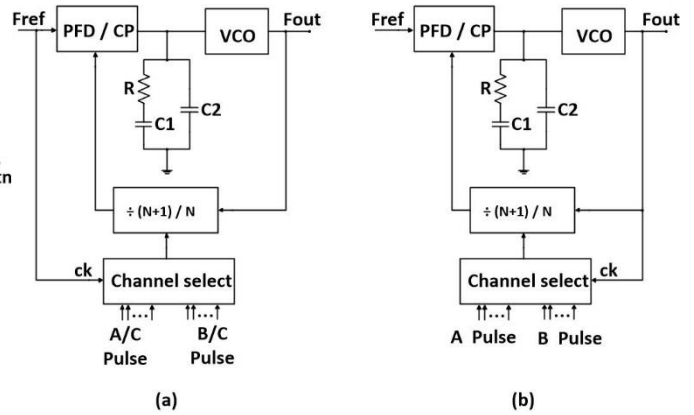 Fref
PFD / CP
VCO
Fout
R
C1
C2
÷ (N+1) / N
ck
Channel select
...
...
A/C
Pulse
B/C
Pulse
(a)
Fref
PFD / CP
VCO
Fout
R
C1
C2
÷ (N+1) / N
Channel select
ck
...
...
A Pulse
B Pulse
(b)